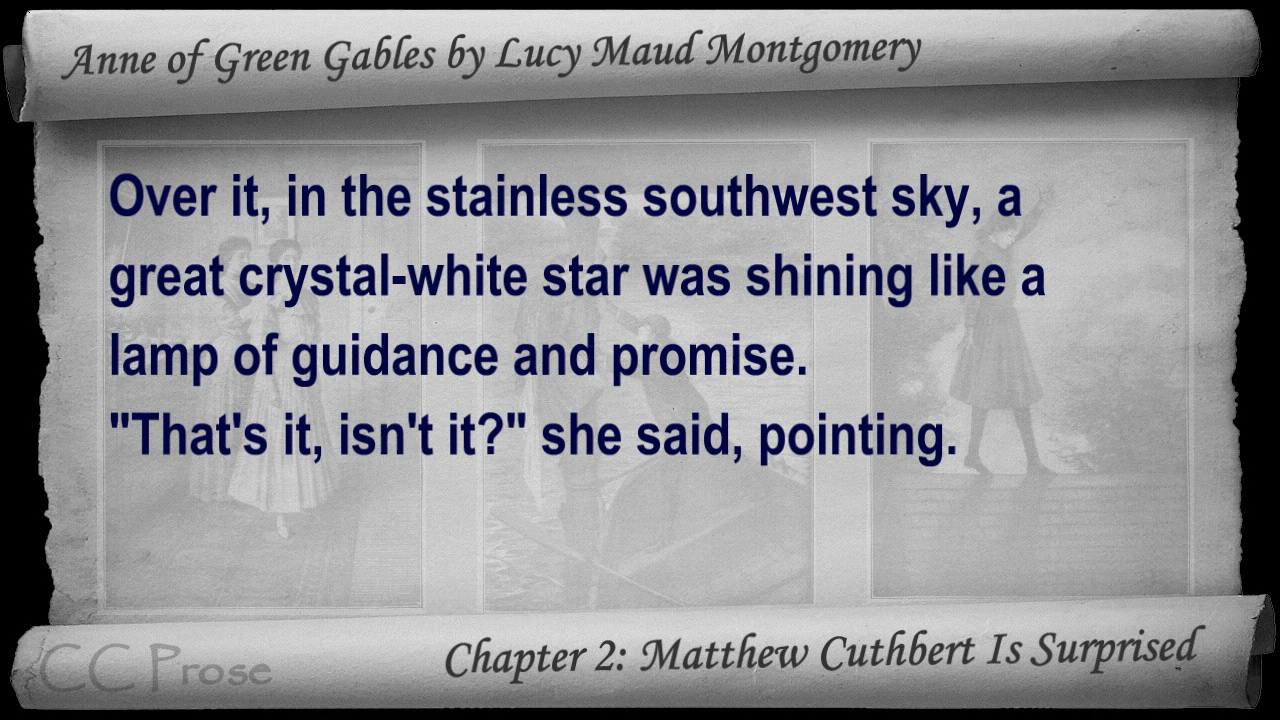 Anne of Green Gables by Lucy Maud Montgomery
Over it, in the stainless southwest sky, a
great crystal-white star was shining like a
lamp of guidance and promise.
"That's it, isn't it?" she said, pointing.
CC Prose
Chapter 2: Matthew Cuthbert Is Surprised